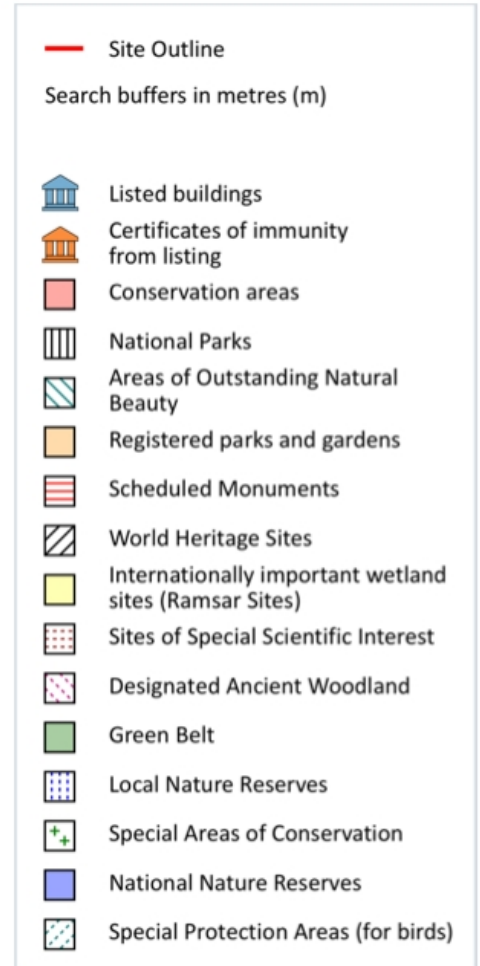 Site Outline
Search buffers in metres (m)
Listed buildings
Certificates of immunity
from listing
Conservation areas
National Parks
Areas of Outstanding Natural
Beauty
Registered parks and gardens
Scheduled Monuments
World Heritage Sites
Internationally important wetland
sites (Ramsar Sites)
Sites of Special Scientific Interest
Designated Ancient Woodland
Green Belt
Local Nature Reserves
Special Areas of Conservation
National Nature Reserves
Special Protection Areas (for birds)